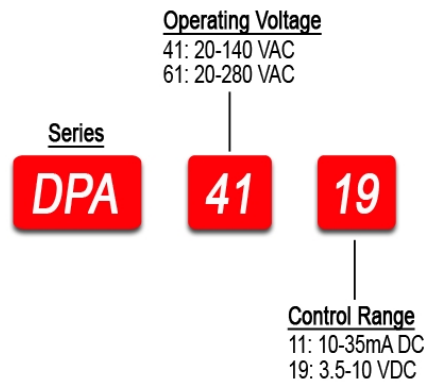 Operating Voltage
41: 20-140 VAC
61: 20-280 VAC
Series
DPA 41 19
Control Range
11: 10-35mA DC
19: 3.5-10 VDC